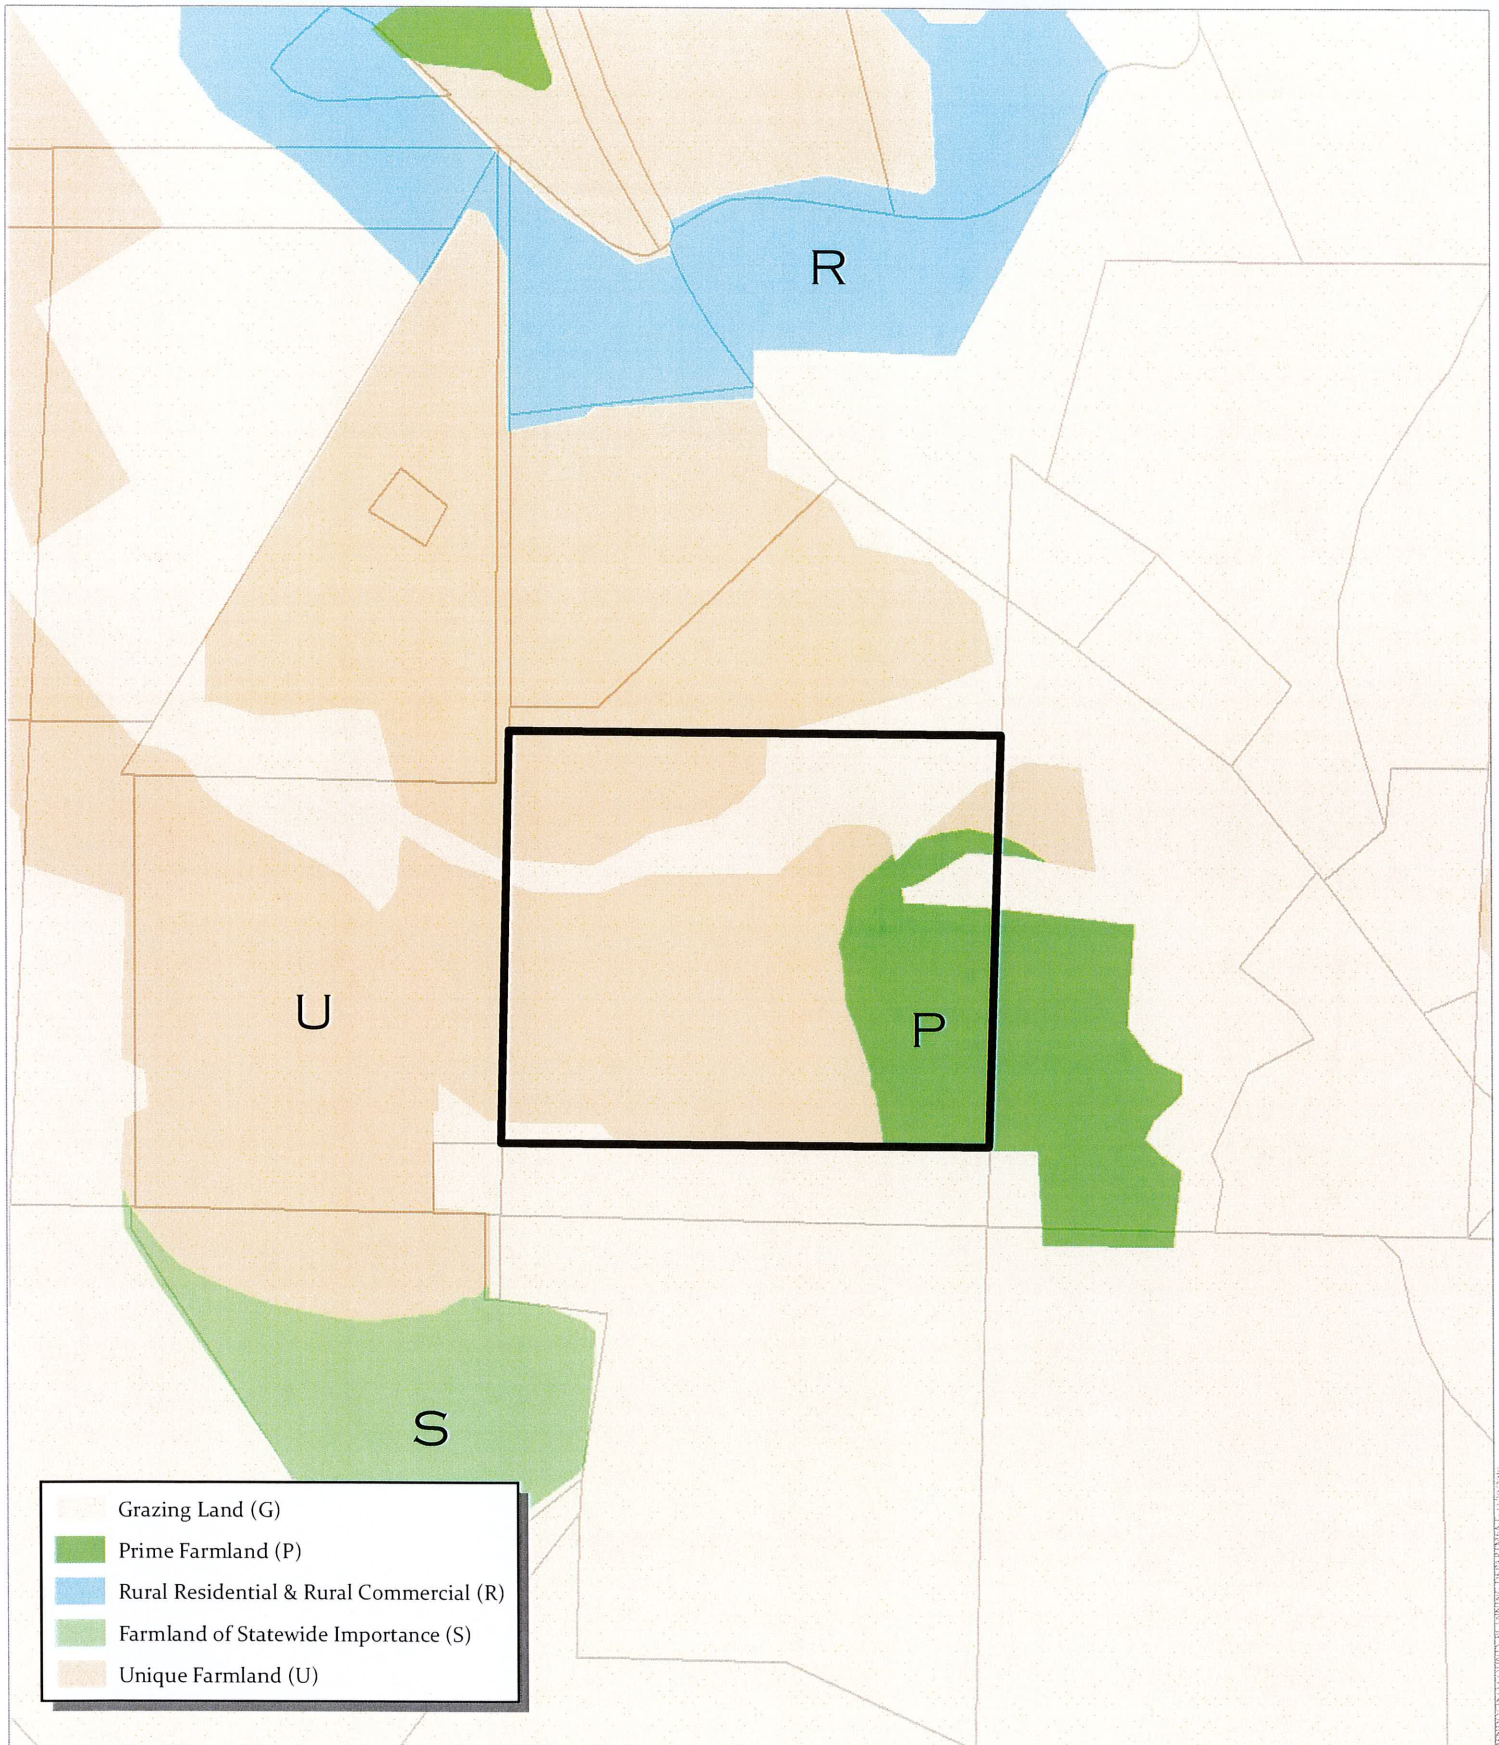 R
U
P
S
Grazing Land (G)
Prime Farmland (P)
Rural Residential & Rural Commercial (R)
Farmland of Statewide Importance (S)
Unique Farmland (U)